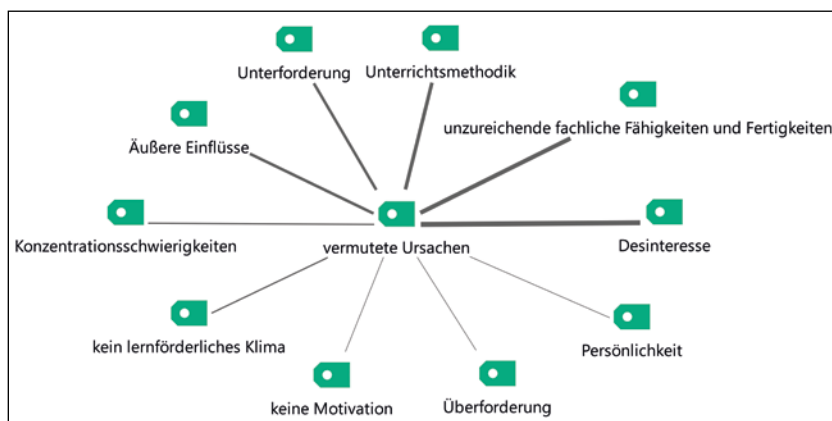 Unterforderung
Unterrichtsmethodik
unzureichende fachliche Fähigkeiten und Fertigkeiten
Äußere Einflüsse
Konzentrationsschwierigkeiten
vermutete Ursachen
Desinteresse
kein lernförderliches Klima
Persönlichkeit
keine Motivation
Überforderung